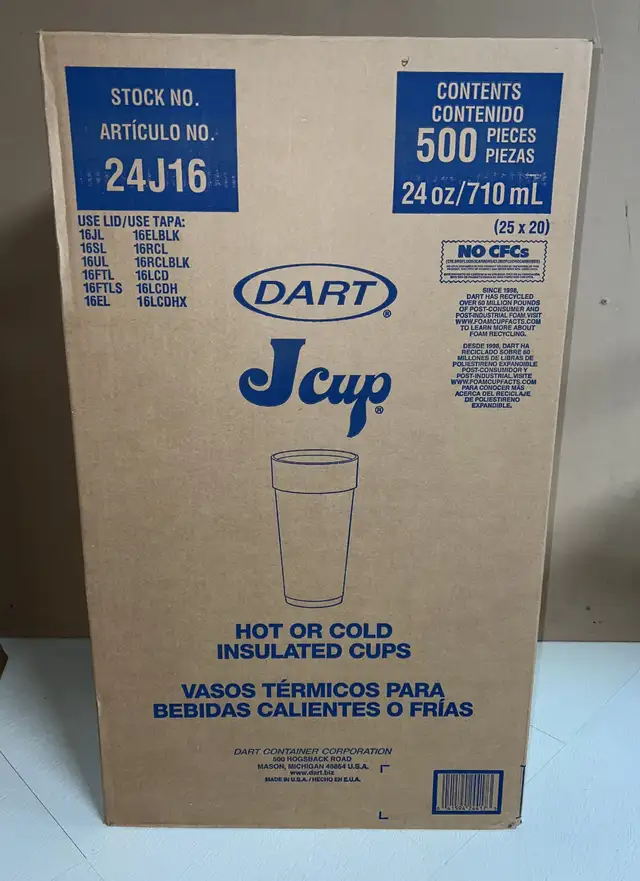 STOCK NO.
ARTÍCULO NO.
24J16
CONTENTS
CONTENIDO
500 PIECES
PIEZAS
24 oz/710 mL
(25 x 20)
USE LID/USE TAPA:
16JL 16ELBLK
16SL 16RCL
16UL 16RCLBLK
16FTL 16LCD
16FTLS 16LCDH
16EL 16LCDHX
NO CFCs
SINCE 1998,
DART HAS RECYCLED
OVER 60 MILLION POUNDS
OF POST-CONSUMER AND
POST-INDUSTRIAL FOAM. VISIT
WWW.FOAMCUPFACTS.COM
TO LEARN MORE ABOUT
FOAM RECYCLING.
DESDE 1998, DART HA
RECICLADO SOBRE 60
MILLONES DE LIBRAS DE
POLIESTIRENO EXPANDIBLE
POST-CONSUMIDOR Y
POST-INDUSTRIAL. VISITE
WWW.FOAMCUPFACTS.COM
PARA CONOCER MÁS
ACERCA DEL RECICLAJE
DE POLIESTIRENO
EXPANDIBLE.
DART®
J cup®
HOT OR COLD
INSULATED CUPS
VASOS TÉRMICOS PARA
BEBIDAS CALIENTES O FRÍAS
DART CONTAINER CORPORATION
500 HOGSBACK ROAD
MASON, MICHIGAN 48854 U.S.A.
www.dart.biz
MADE IN U.S.A. / HECHO EN E.U.A.